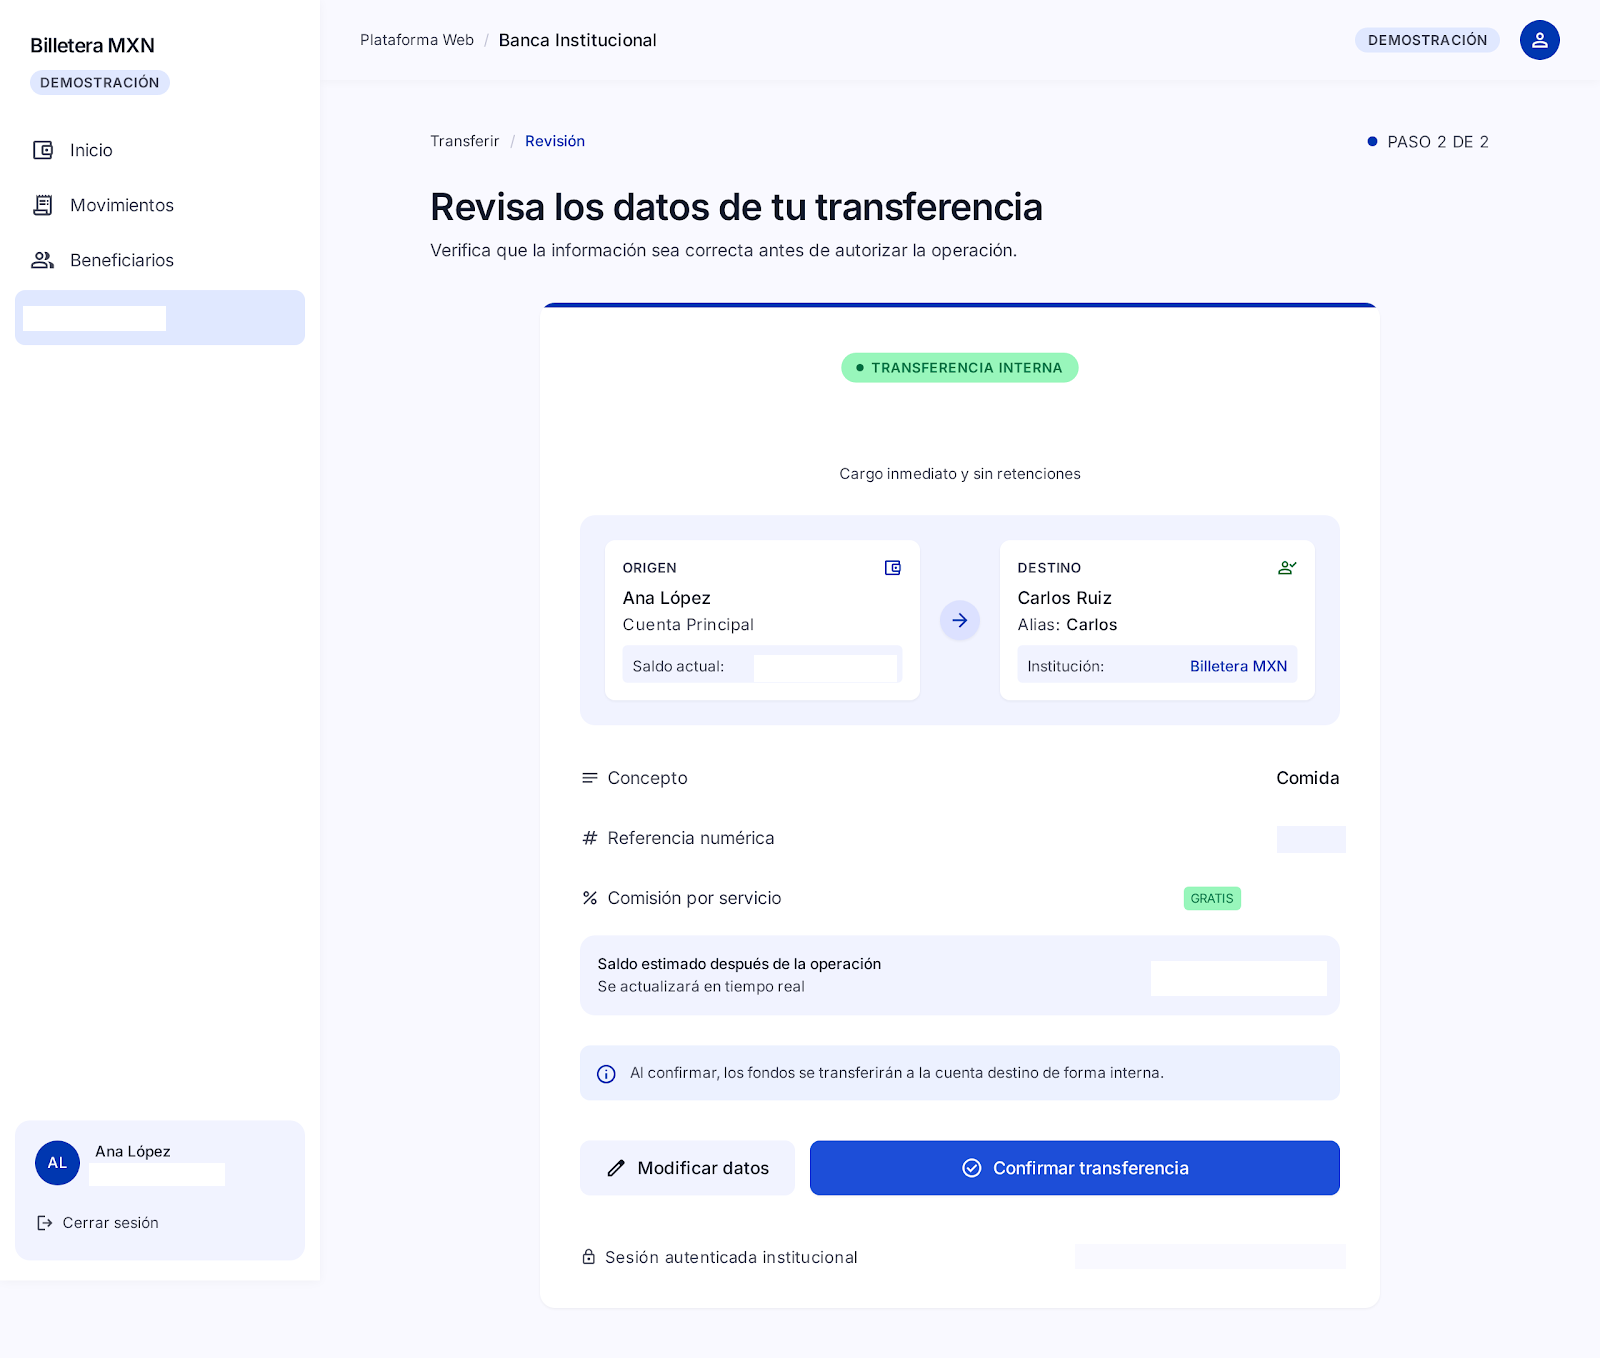 Billetera MXN
DEMOSTRACIÓN
Inicio
Movimientos
Beneficiarios
Ana López
AL
Cerrar sesión
Plataforma Web / Banca Institucional
DEMOSTRACIÓN
Transferir / Revisión
PASO 2 DE 2
Revisa los datos de tu transferencia
Verifica que la información sea correcta antes de autorizar la operación.
TRANSFERENCIA INTERNA
Cargo inmediato y sin retenciones
ORIGEN
Ana López
Cuenta Principal
Saldo actual:
DESTINO
Carlos Ruiz
Alias: Carlos
Institución: Billetera MXN
Concepto Comida
# Referencia numérica
% Comisión por servicio GRATIS
Saldo estimado después de la operación
Se actualizará en tiempo real
Al confirmar, los fondos se transferirán a la cuenta destino de forma interna.
Modificar datos
Confirmar transferencia
Sesión autenticada institucional